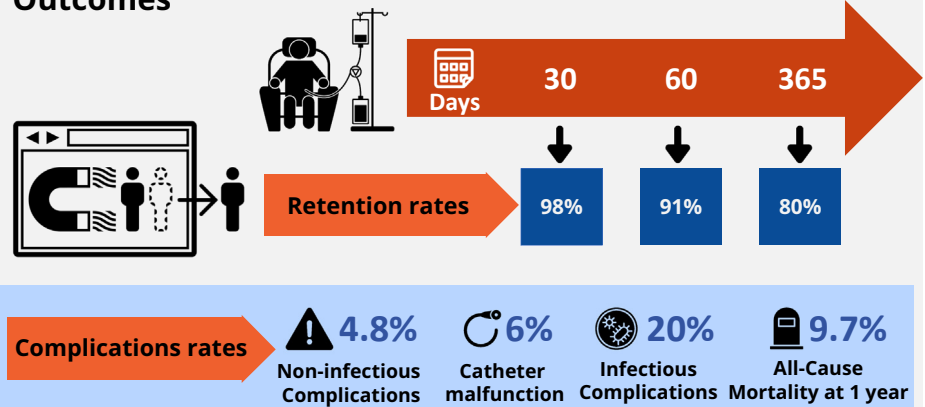 Outcomes
Days 30 60 365
Retention rates 98% 91% 80%
Complications rates
4.8% 6% 20% 9.7%
Non-infectious Complications
Catheter malfunction
Infectious Complications
All-Cause Mortality at 1 year